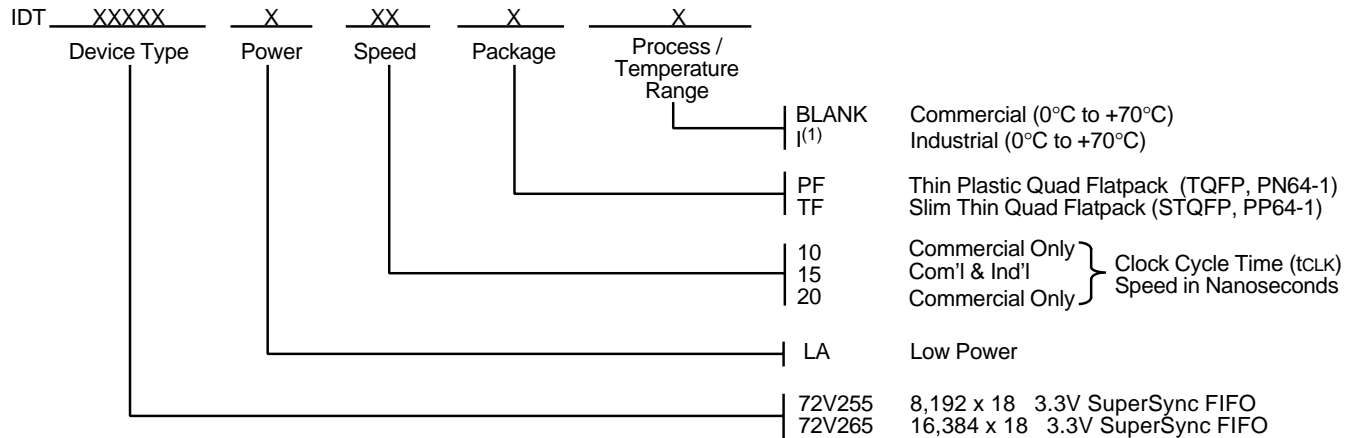 IDT XXXXX X XX X X
Device Type Power Speed Package Process /
Temperature
Range
BLANK Commercial (0°C to +70°C)
I(1) Industrial (0°C to +70°C)
PF Thin Plastic Quad Flatpack (TQFP, PN64-1)
TF Slim Thin Quad Flatpack (STQFP, PP64-1)
10 Commercial Only
15 Com'l & Ind'l
20 Commercial Only
Clock Cycle Time (tCLK)
Speed in Nanoseconds
LA Low Power
72V255 8,192 x 18 3.3V SuperSync FIFO
72V265 16,384 x 18 3.3V SuperSync FIFO